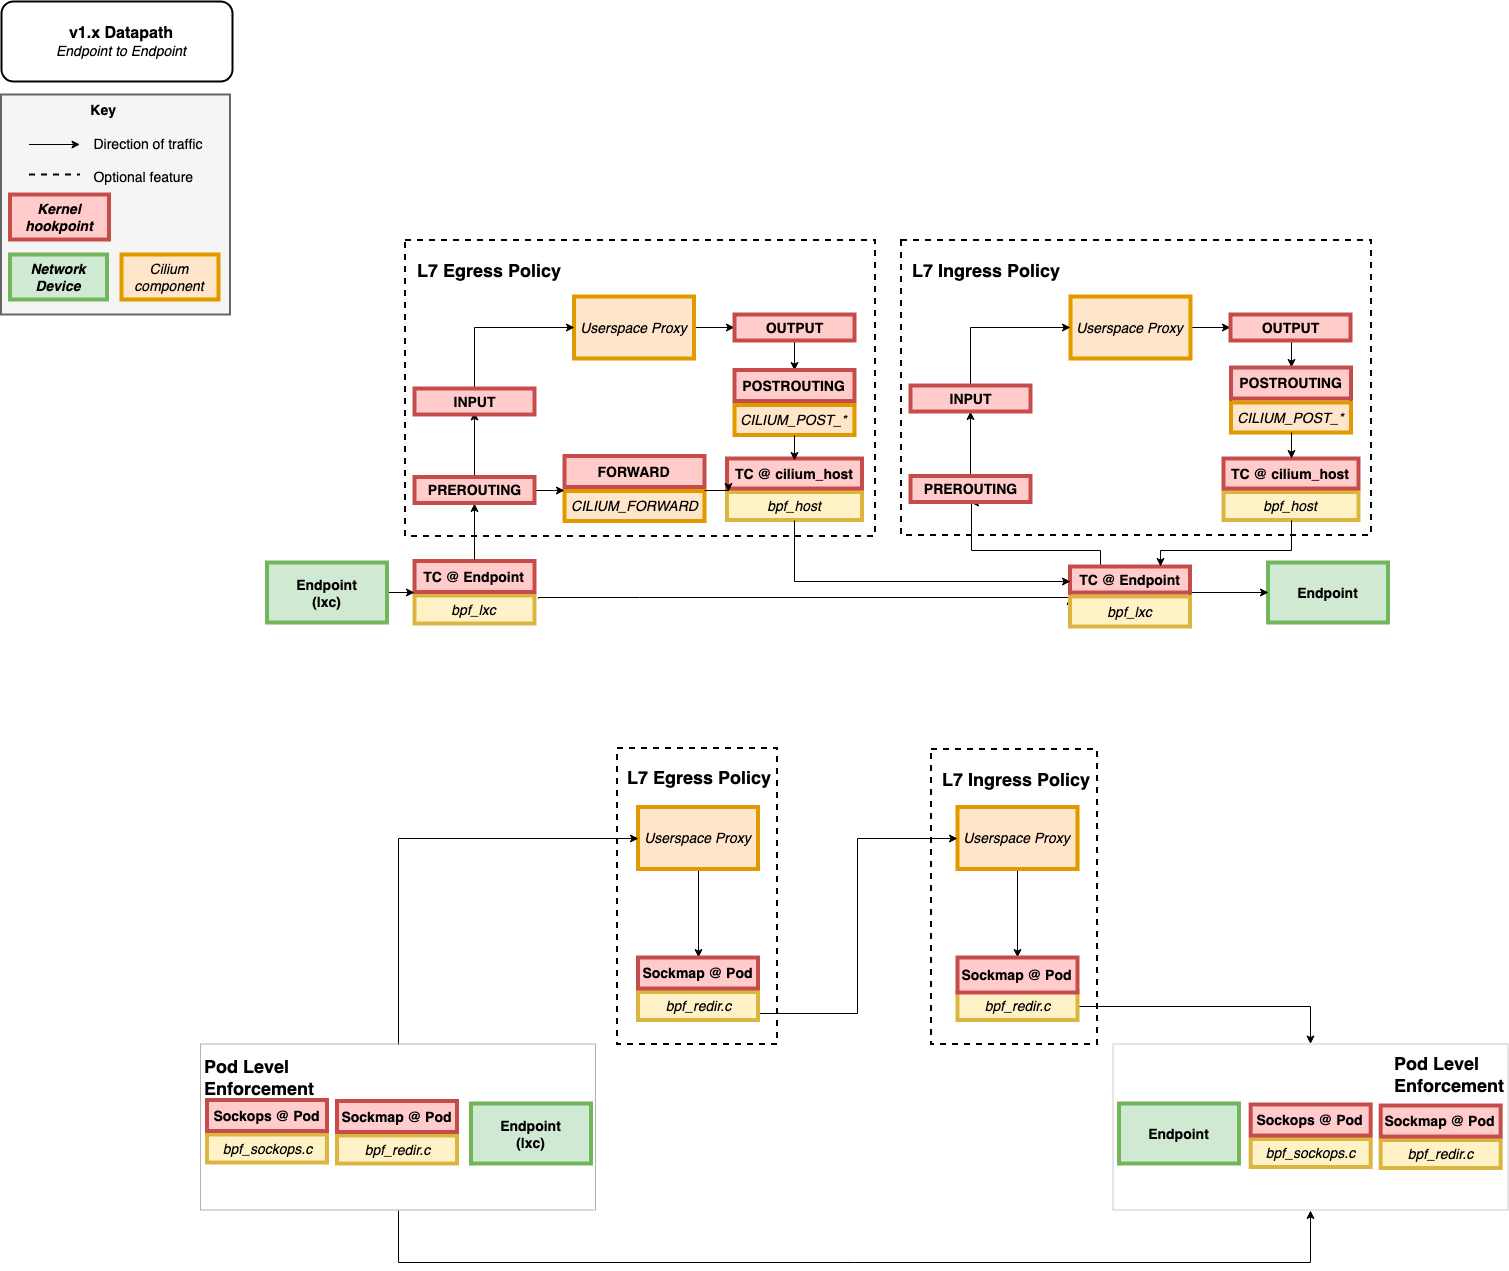 v1.x Datapath
Endpoint to Endpoint
Key
Direction of traffic
Optional feature
Kernel
hookpoint
Network
Device
Cilium
component
L7 Egress Policy
Userspace Proxy
OUTPUT
POSTROUTING
CILIUM_POST_*
INPUT
PREROUTING
FORWARD
CILIUM_FORWARD
TC @ cilium_host
bpf_host
L7 Ingress Policy
Userspace Proxy
OUTPUT
POSTROUTING
CILIUM_POST_*
INPUT
PREROUTING
TC @ cilium_host
bpf_host
Endpoint
(lxc)
TC @ Endpoint
bpf_lxc
TC @ Endpoint
bpf_lxc
Endpoint
L7 Egress Policy
Userspace Proxy
Sockmap @ Pod
bpf_redir.c
L7 Ingress Policy
Userspace Proxy
Sockmap @ Pod
bpf_redir.c
Pod Level
Enforcement
Sockops @ Pod
bpf_sockops.c
Sockmap @ Pod
bpf_redir.c
Endpoint
(lxc)
Pod Level
Enforcement
Endpoint
Sockops @ Pod
bpf_sockops.c
Sockmap @ Pod
bpf_redir.c